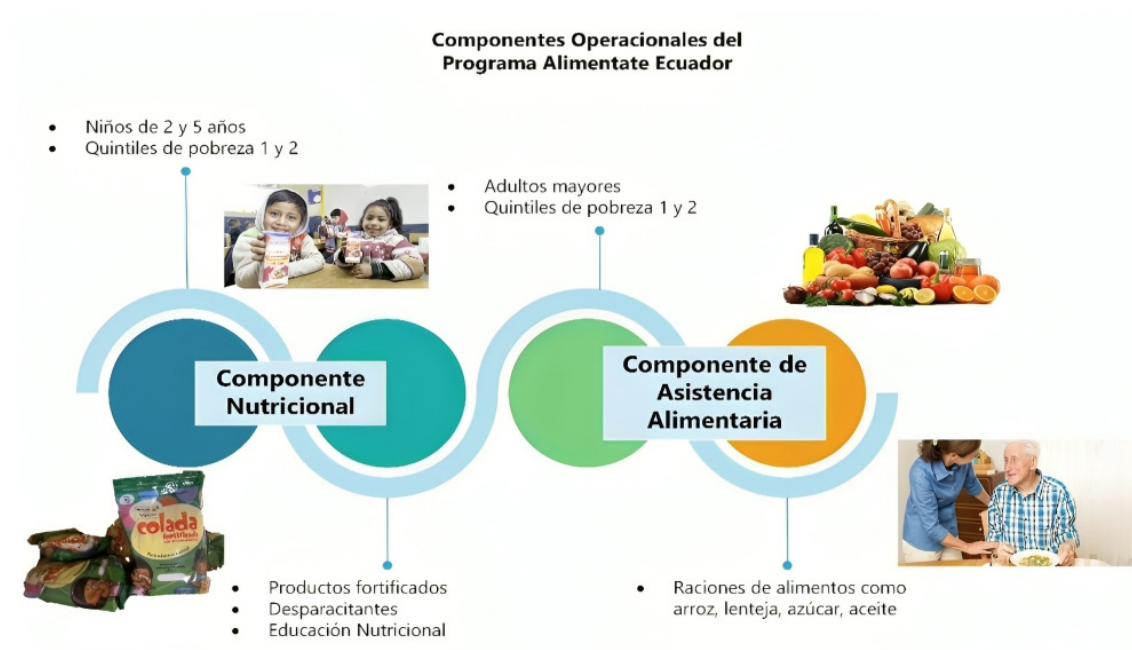 Componentes Operacionales del
Programa Alimentate Ecuador
• Niños de 2 y 5 años
• Quintiles de pobreza 1 y 2
• Adultos mayores
• Quintiles de pobreza 1 y 2
Componente
Nutricional
Componente de
Asistencia
Alimentaria
colada
• Productos fortificados
• Desparacitantes
• Educación Nutricional
• Raciones de alimentos como
arroz, lenteja, azúcar, aceite